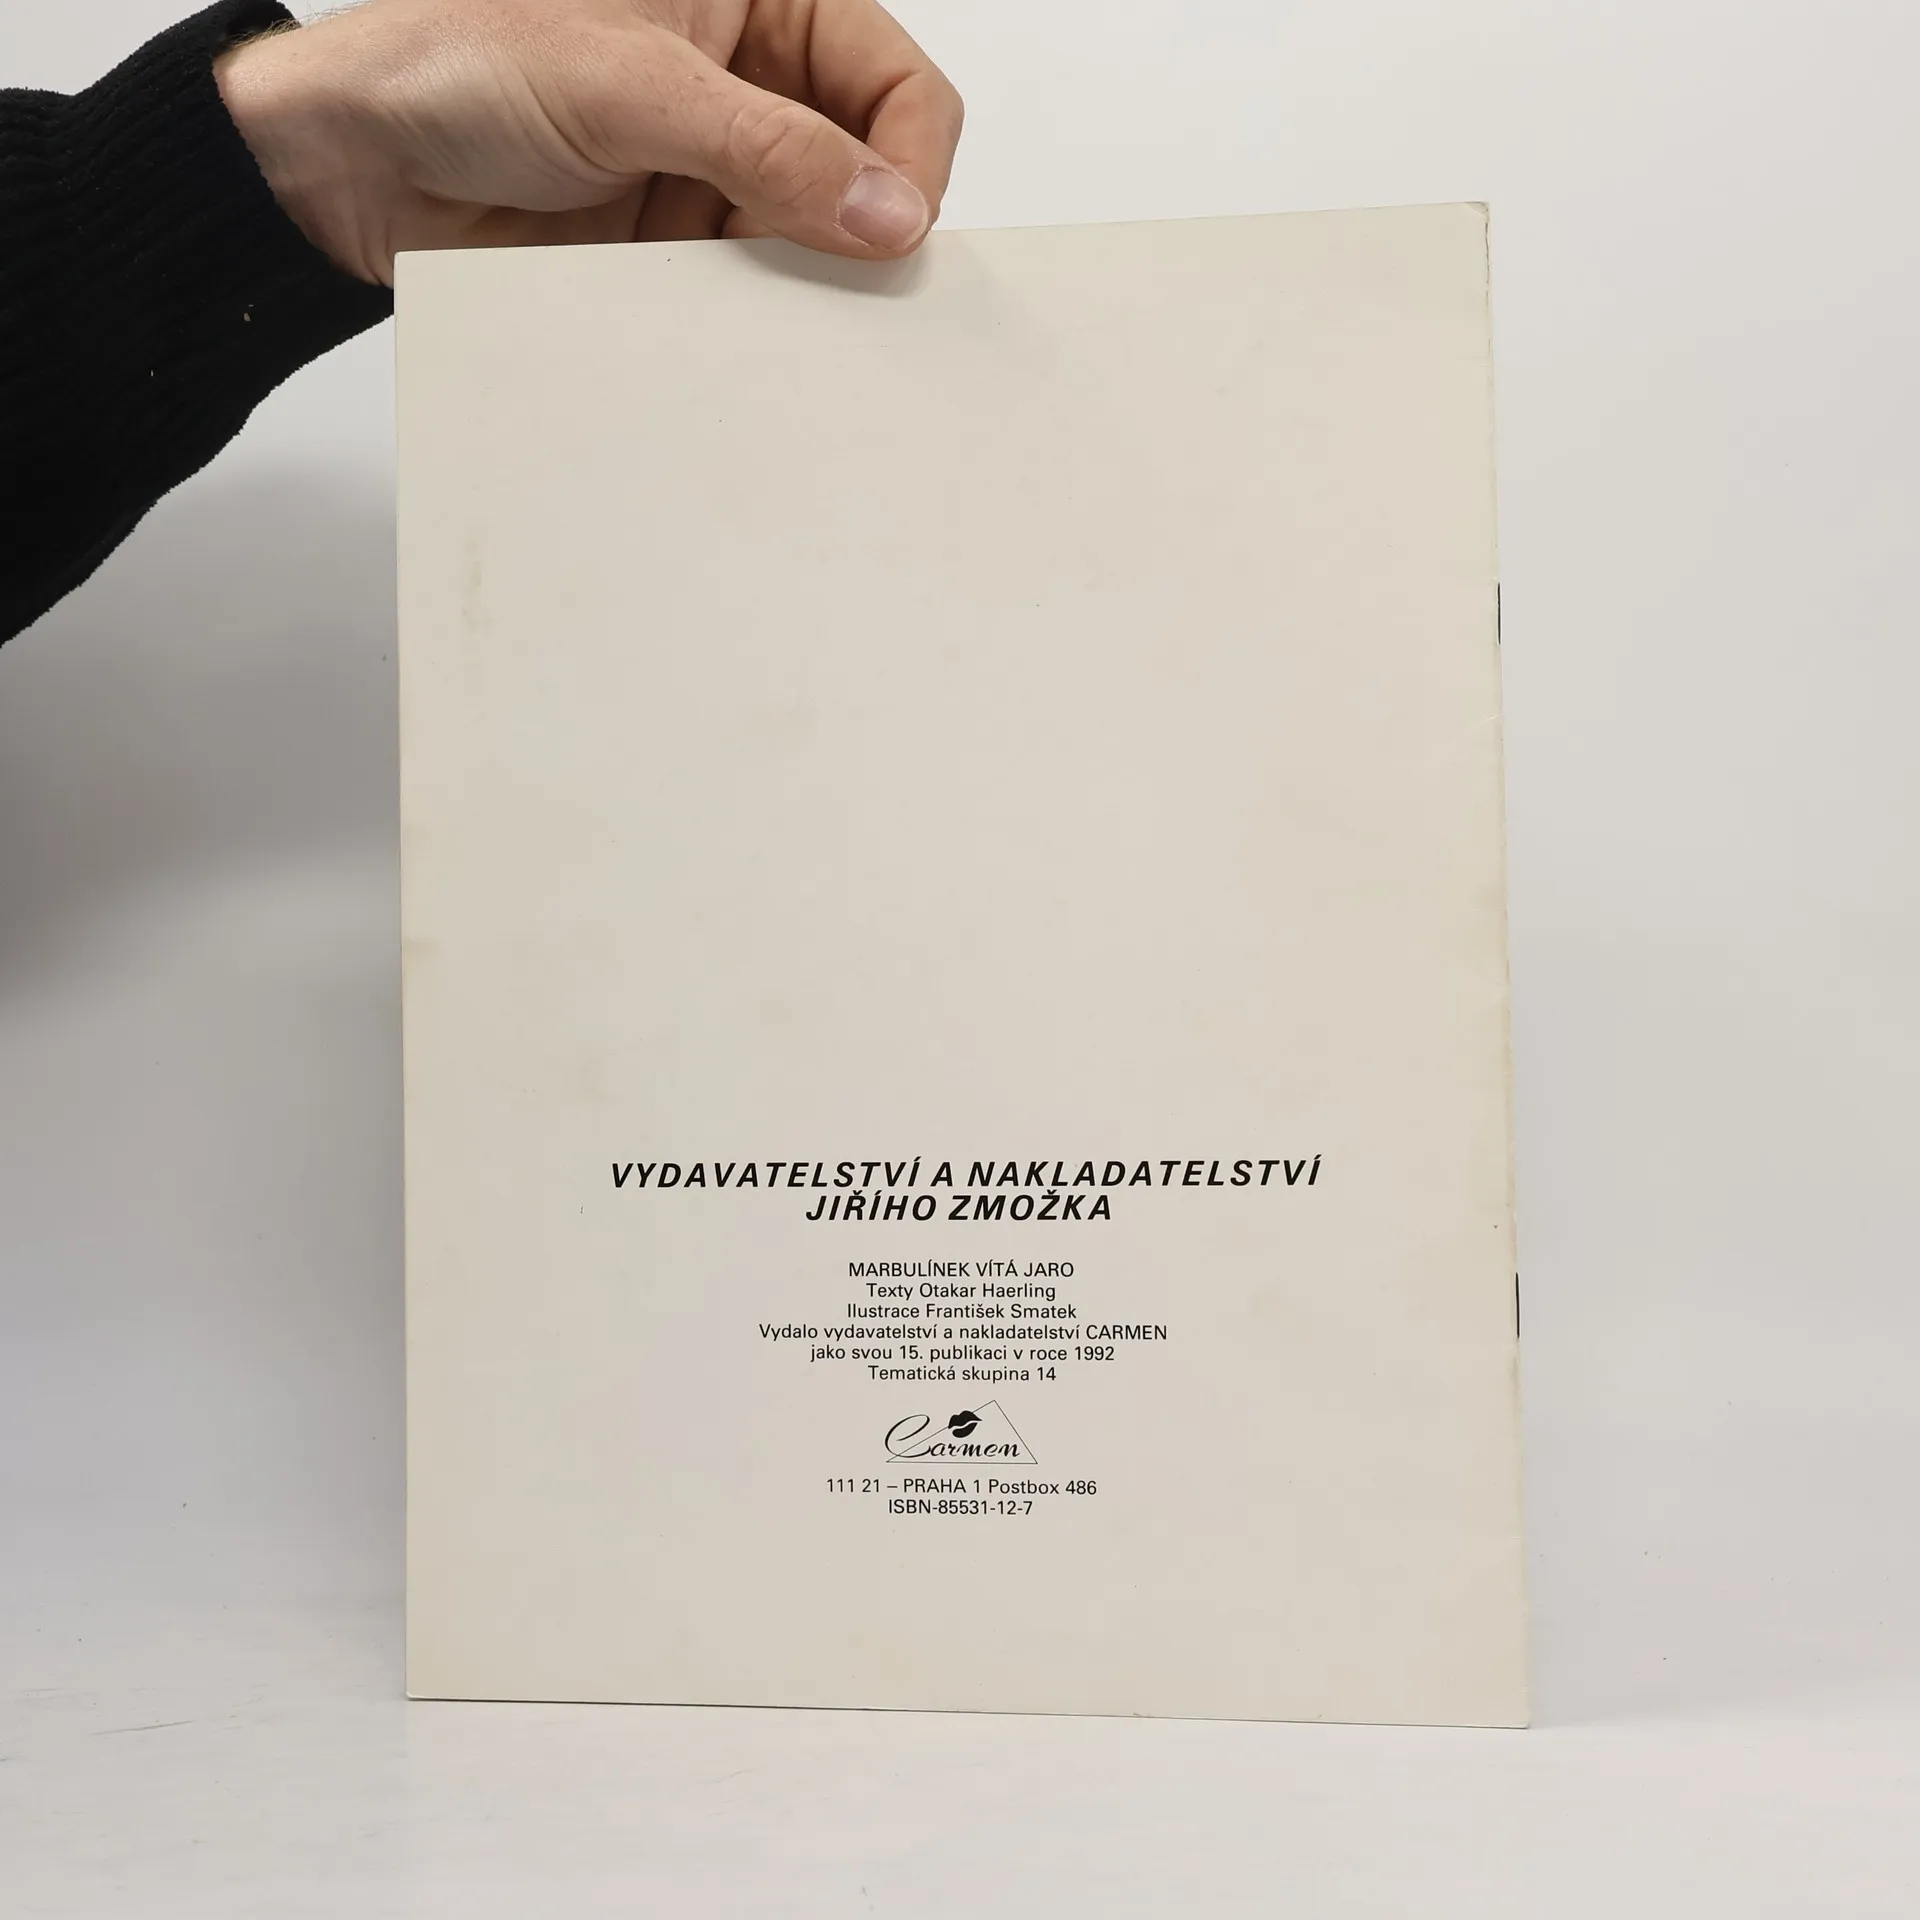 VYDAVATELSTVÍ A NAKLADATELSTVÍ
JIŘÍHO ZMOŽKA
MARBULÍNEK VÍTÁ JARO
Texty Otakar Haerling
Ilustrace František Smatek
Vydalo vydavatelství a nakladatelství CARMEN
jako svou 15. publikaci v roce 1992
Tematická skupina 14
Carmen
111 21 – PRAHA 1 Postbox 486
ISBN-85531-12-7